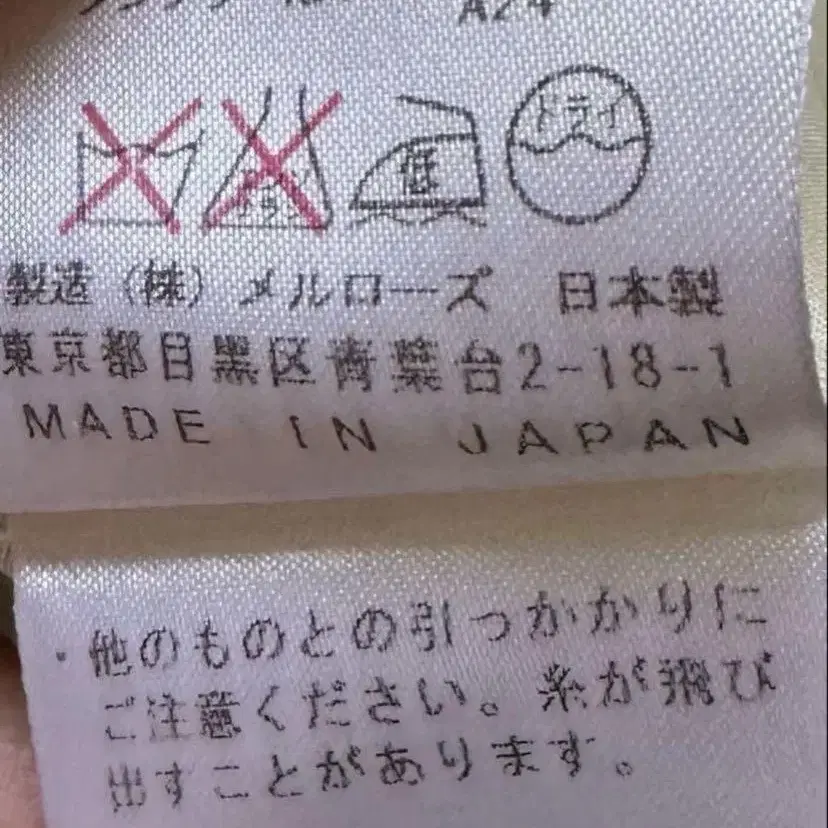 A24
低 ドライ
製造（株）メルローズ 日本製
東京都目黒区青葉台2-18-1
MADE IN JAPAN
・他のものとの引っかかりに
ご注意ください。糸が飛び
出すことがあります。